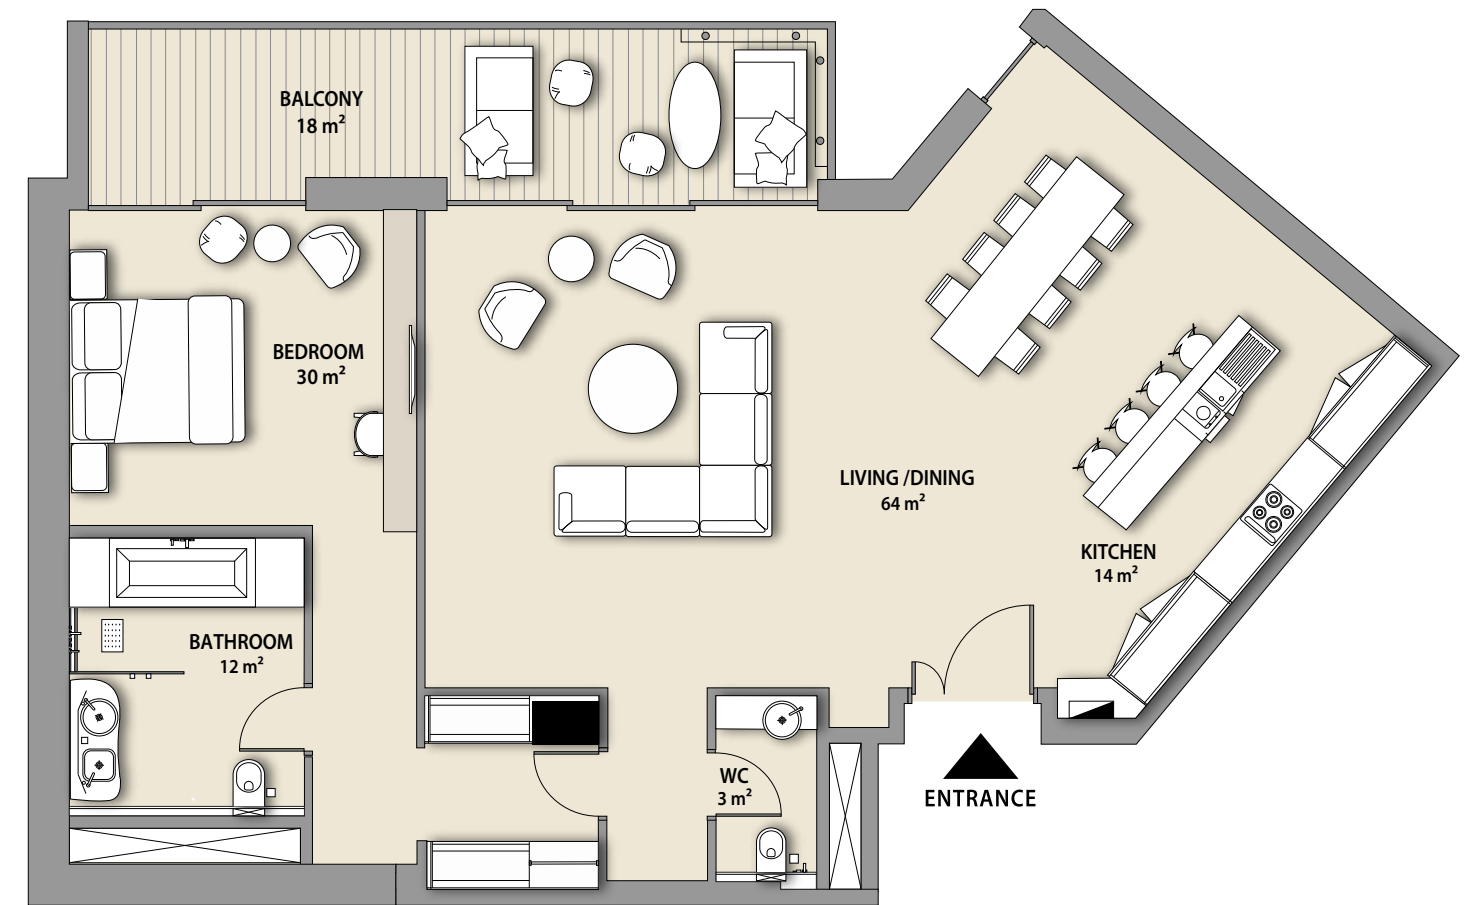 BALCONY
18 m²
BEDROOM
30 m²
LIVING /DINING
64 m²
KITCHEN
14 m²
BATHROOM
12 m²
WC
3 m²
ENTRANCE